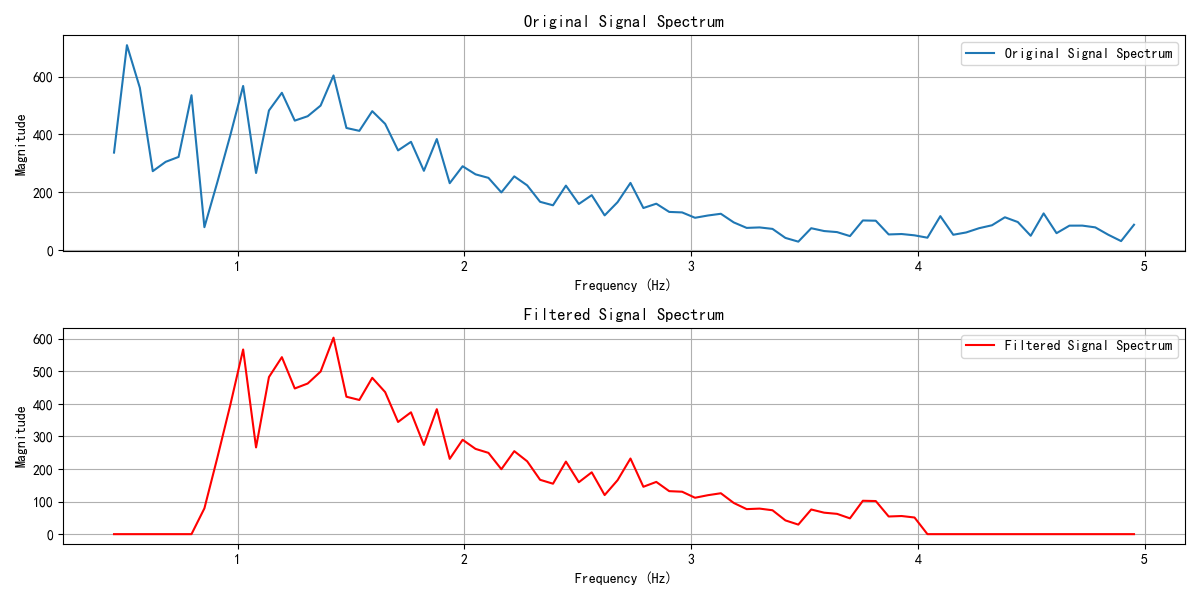 Original Signal Spectrum
Original Signal Spectrum
Magnitude
600
400
200
0
1 2 3 4 5
Frequency (Hz)
Filtered Signal Spectrum
Filtered Signal Spectrum
Magnitude
600
500
400
300
200
100
0
1 2 3 4 5
Frequency (Hz)